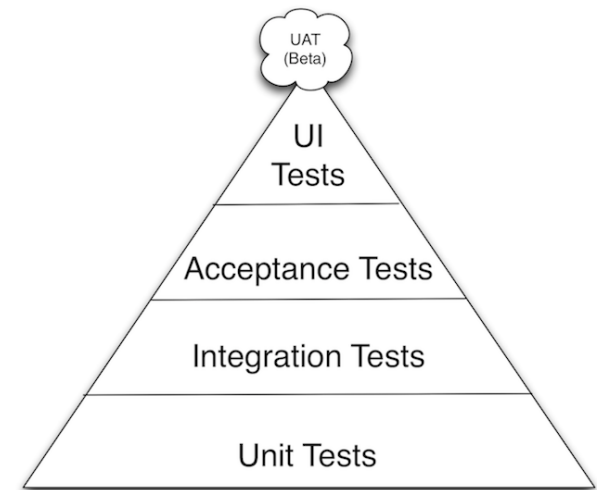 UAT
(Beta)
UI
Tests
Acceptance Tests
Integration Tests
Unit Tests